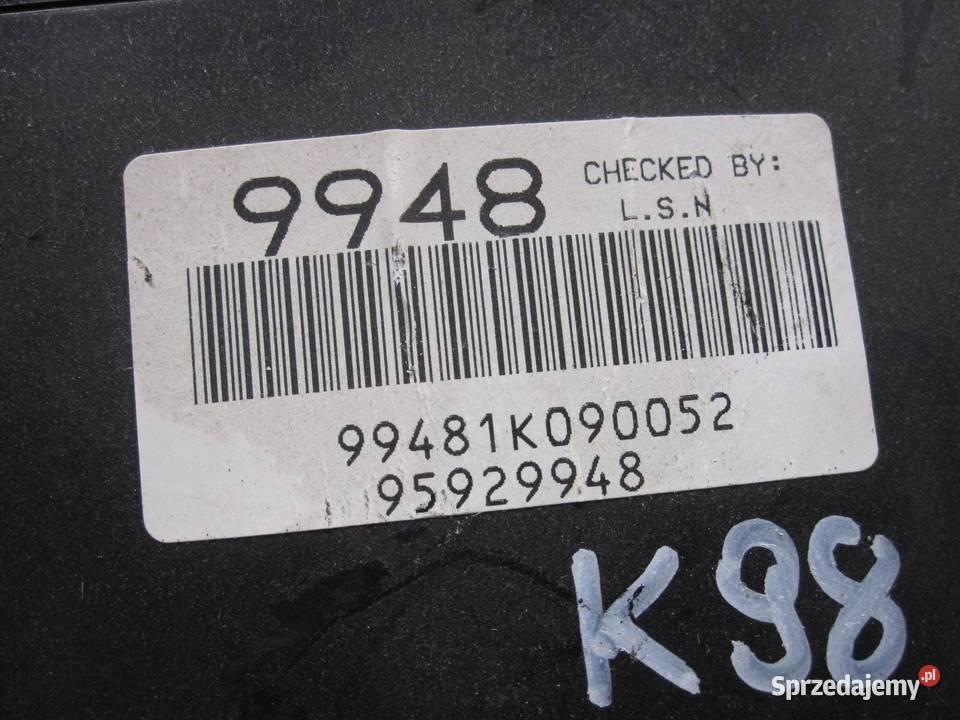 9948
CHECKED BY:
L.S.N
99481K090052
95929948
K98
Sprzedajemy.pl